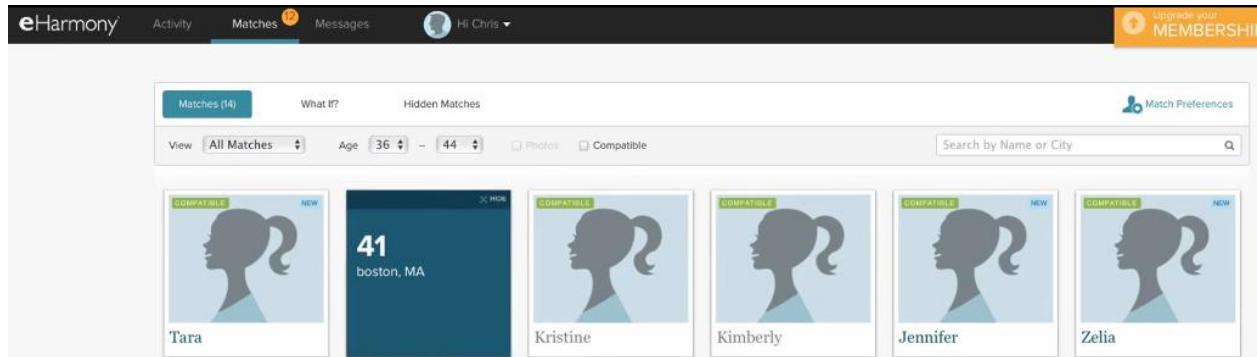 eHarmony Activity Matches 12 Messages Hi Chris Upgrade your
MEMBERSHI
Matches (14) What If? Hidden Matches Match Preferences
View All Matches Age 36 – 44 Photos Compatible Search by Name or City
COMPATIBLE NEW HIDE COMPATIBLE COMPATIBLE COMPATIBLE NEW COMPATIBLE NEW
41
boston, MA
Tara Kristine Kimberly Jennifer Zelia